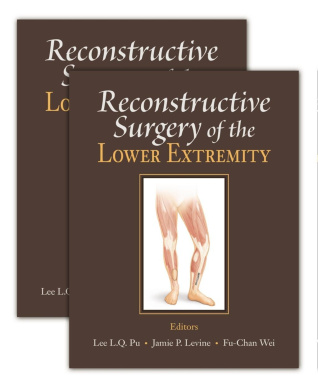 Reconstructive
Lee L.Q.
Reconstructive
Surgery of the
LOWER EXTREMITY
Editors
Lee L.Q. Pu • Jamie P. Levine • Fu-Chan Wei